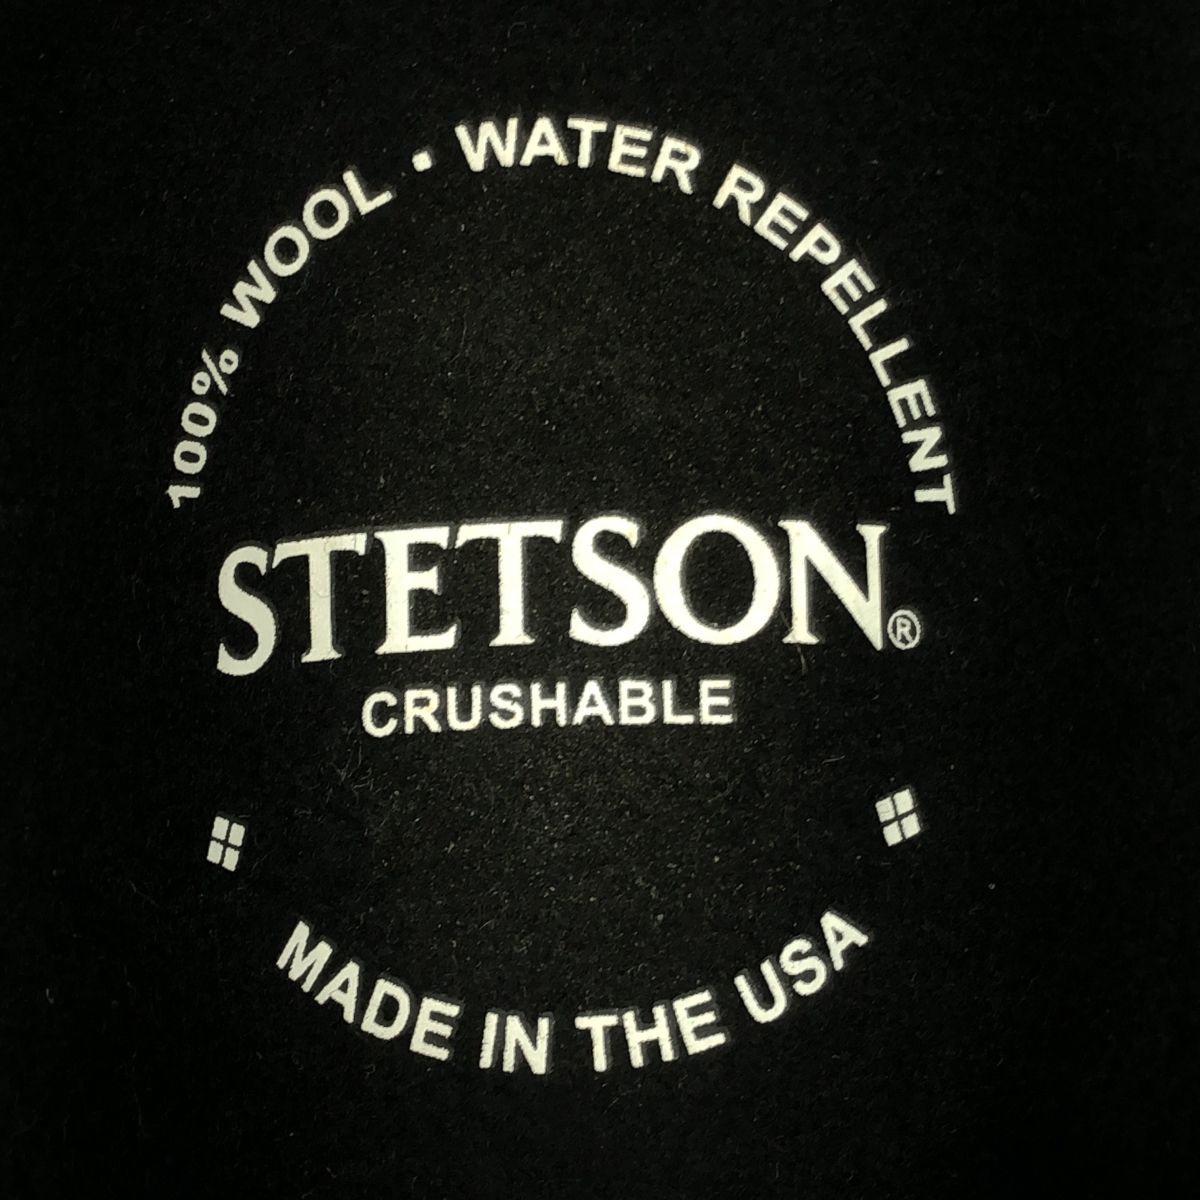 100% WOOL · WATER REPELLENT
STETSON®
CRUSHABLE
MADE IN THE USA